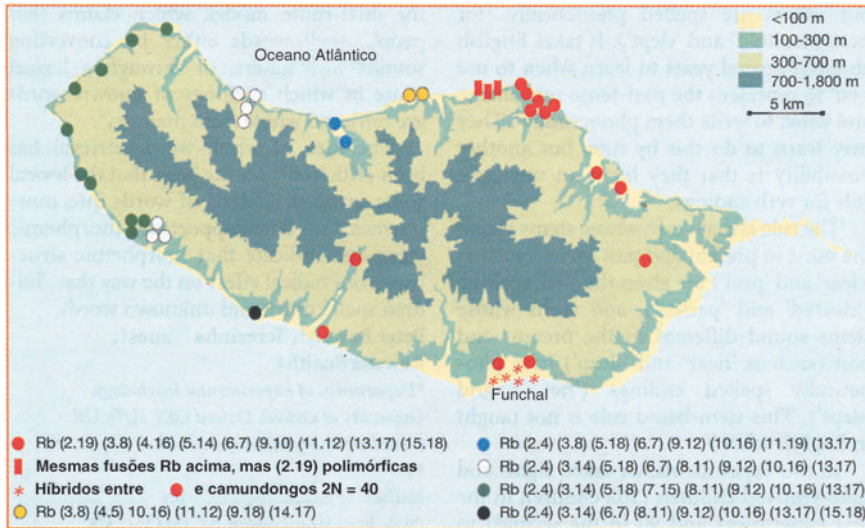 <100 m
100-300 m
300-700 m
700-1,800 m
5 km
Oceano Atlântico
Funchal
Rb (2.19) (3.8) (4.16) (5.14) (6.7) (9.10) (11.12) (13.17) (15.18)
Mesmas fusões Rb acima, mas (2.19) polimórficas
Híbridos entre e camundongos 2N = 40
Rb (3.8) (4.5) 10.16) (11.12) (9.18) (14.17)
Rb (2.4) (3.8) (5.18) (6.7) (9.12) (10.16) (11.19) (13.17)
Rb (2.4) (3.14) (5.18) (6.7) (8.11) (9.12) (10.16) (13.17)
Rb (2.4) (3.14) (5.18) (7.15) (8.11) (9.12) (10.16) (13.17)
Rb (2.4) (3.14) (6.7) (8.11) (9.12) (10.16) (13.17) (15.18)